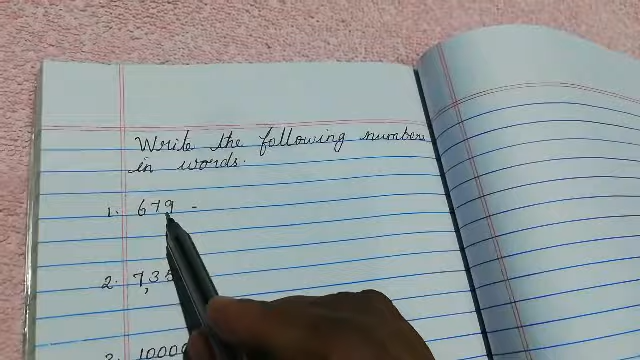 Write the following numbers
in words.
1. 679 -
2. 7,3
3. 1000